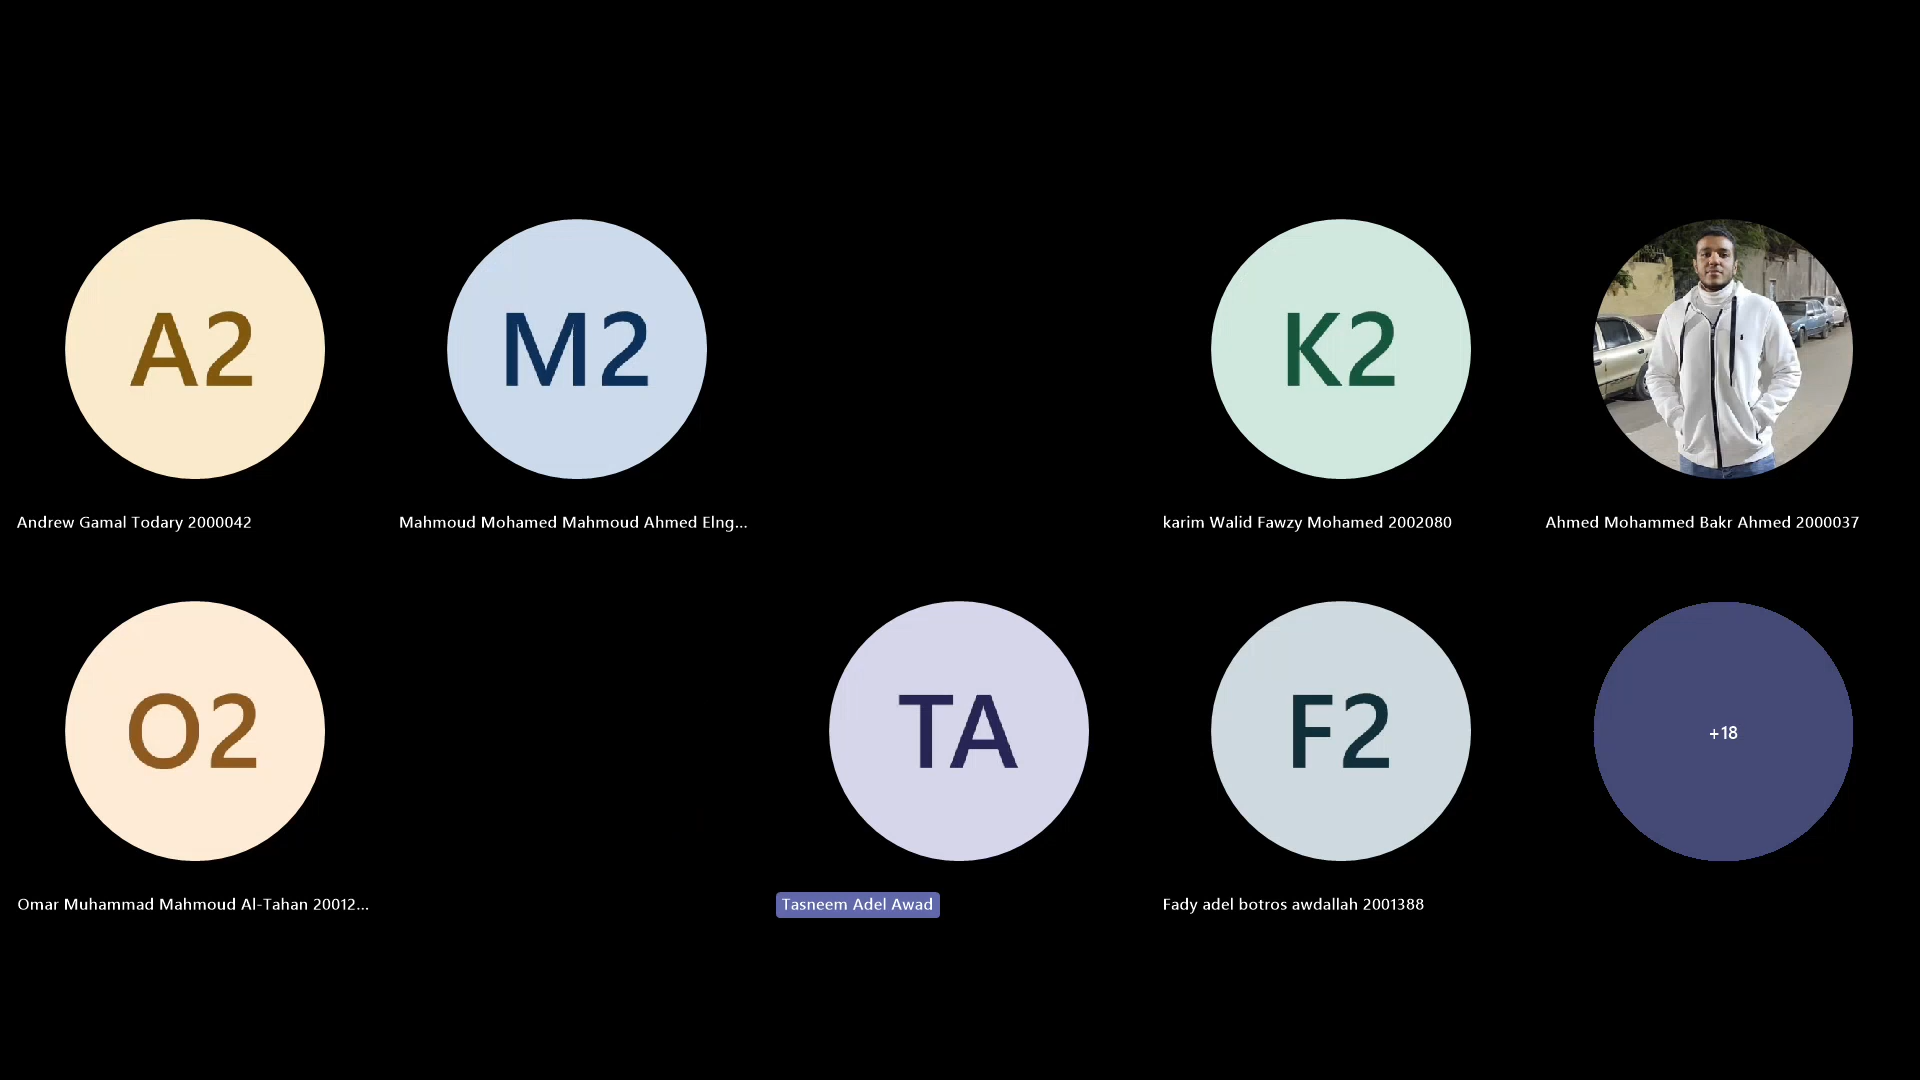 A2
M2
K2
Andrew Gamal Todary 2000042
Mahmoud Mohamed Mahmoud Ahmed Elng...
karim Walid Fawzy Mohamed 2002080
Ahmed Mohammed Bakr Ahmed 2000037
O2
TA
F2
+18
Omar Muhammad Mahmoud Al-Tahan 20012...
Tasneem Adel Awad
Fady adel botros awdallah 2001388